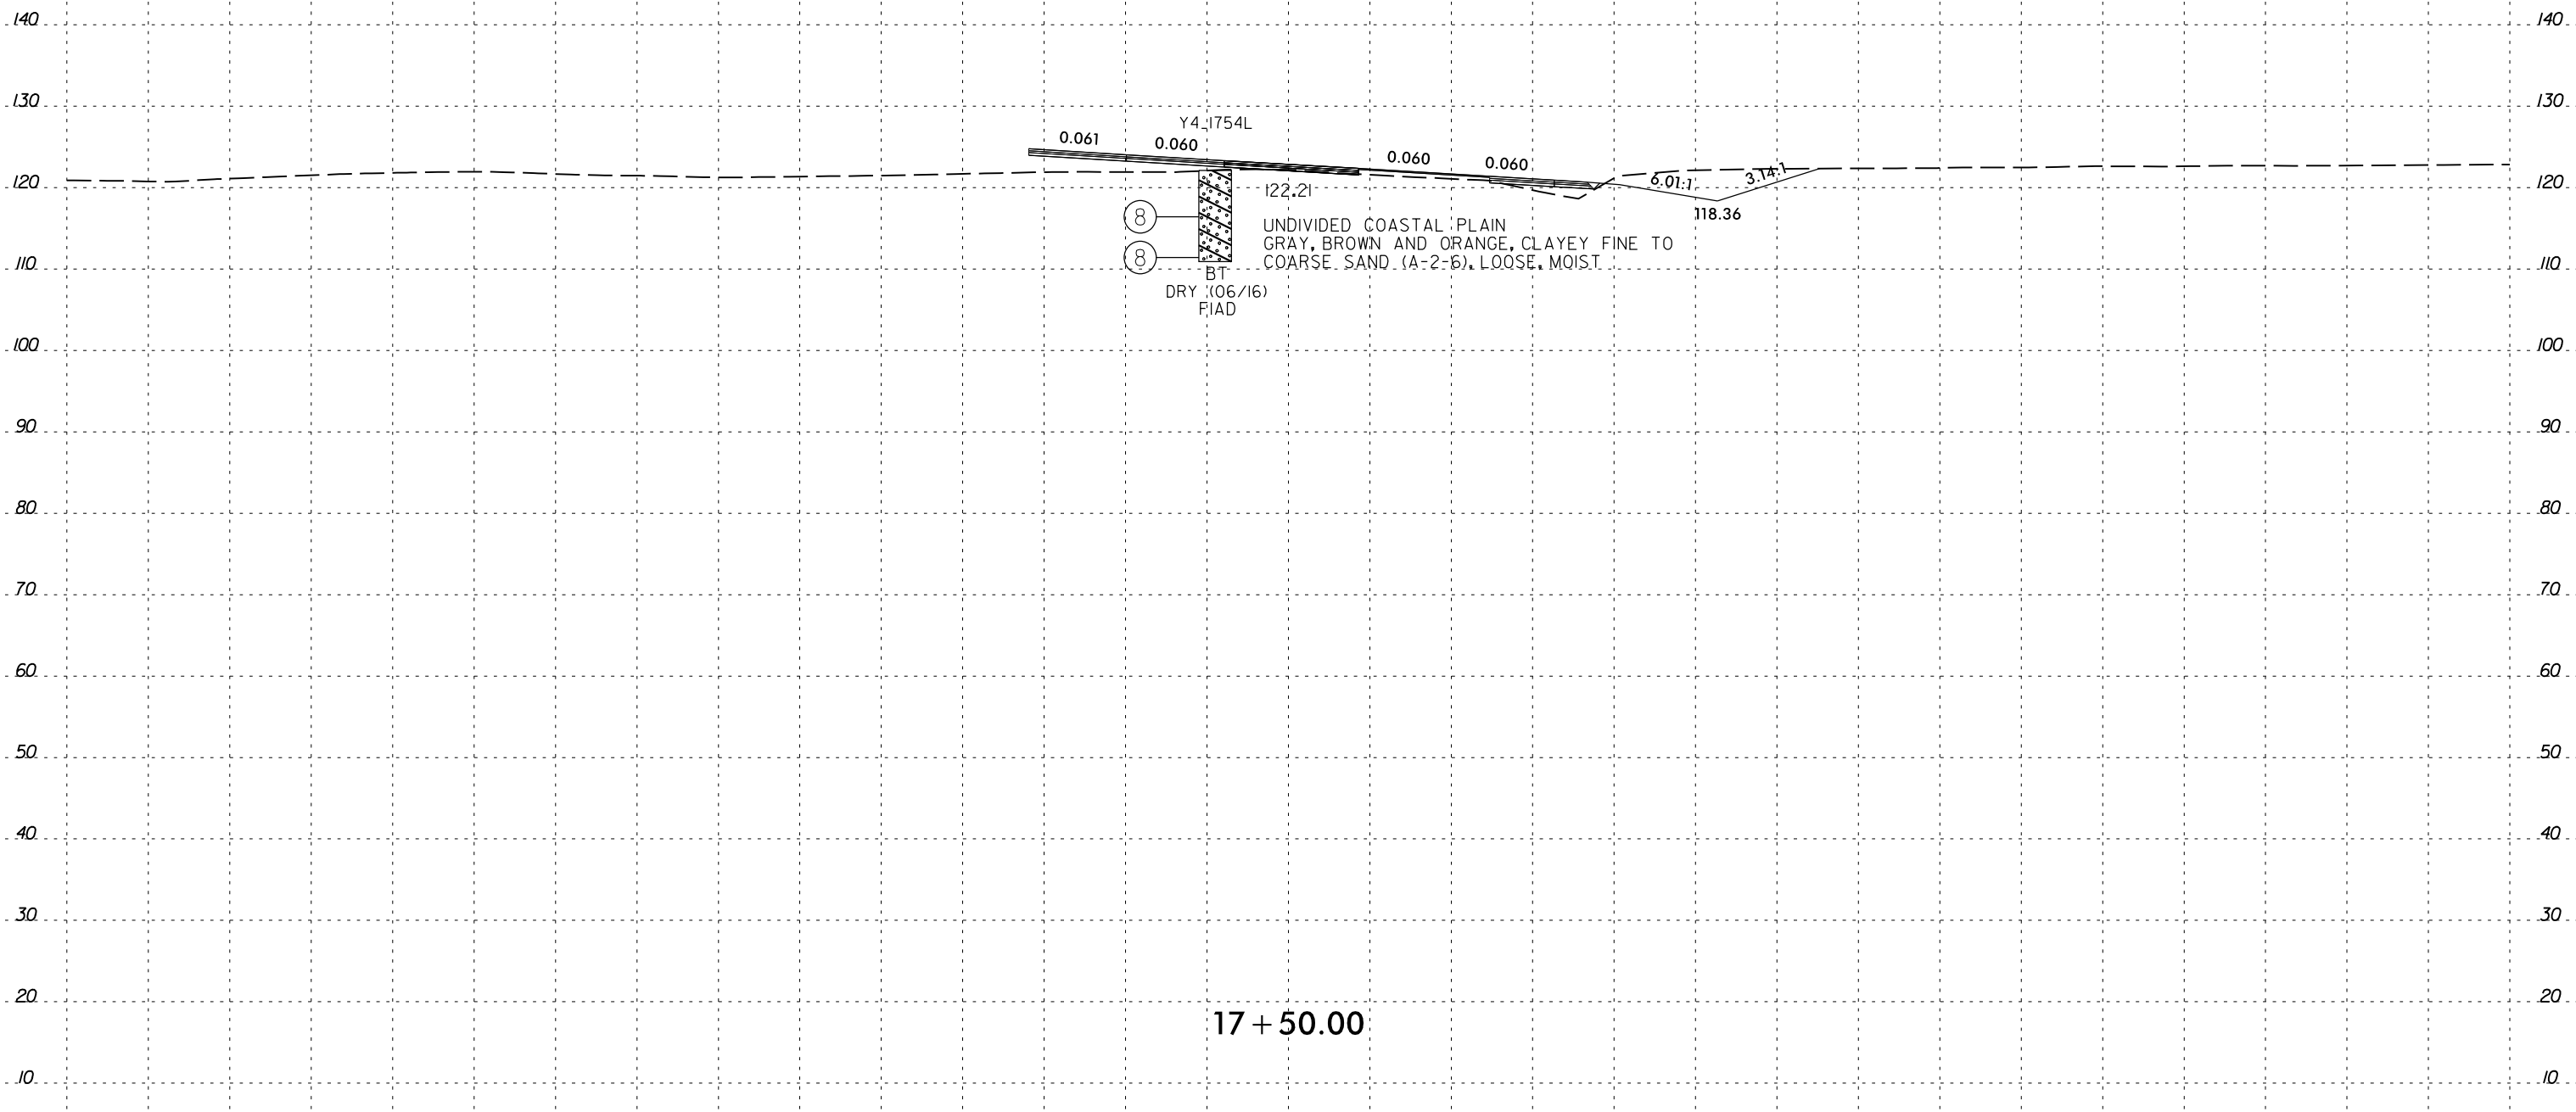 140 140
130 130
Y4_1754L
0.061 0.060 0.060 0.060
120 6.01:1 3.14:1 120
122.21
118.36
8 UNDIVIDED COASTAL PLAIN
GRAY, BROWN AND ORANGE, CLAYEY FINE TO
8 COARSE SAND (A-2-6), LOOSE, MOIST
110 110
BT
DRY (06/16)
FIAD
100 100
90 90
80 80
70 70
60 60
50 50
40 40
30 30
20 20
17+50.00
10 10